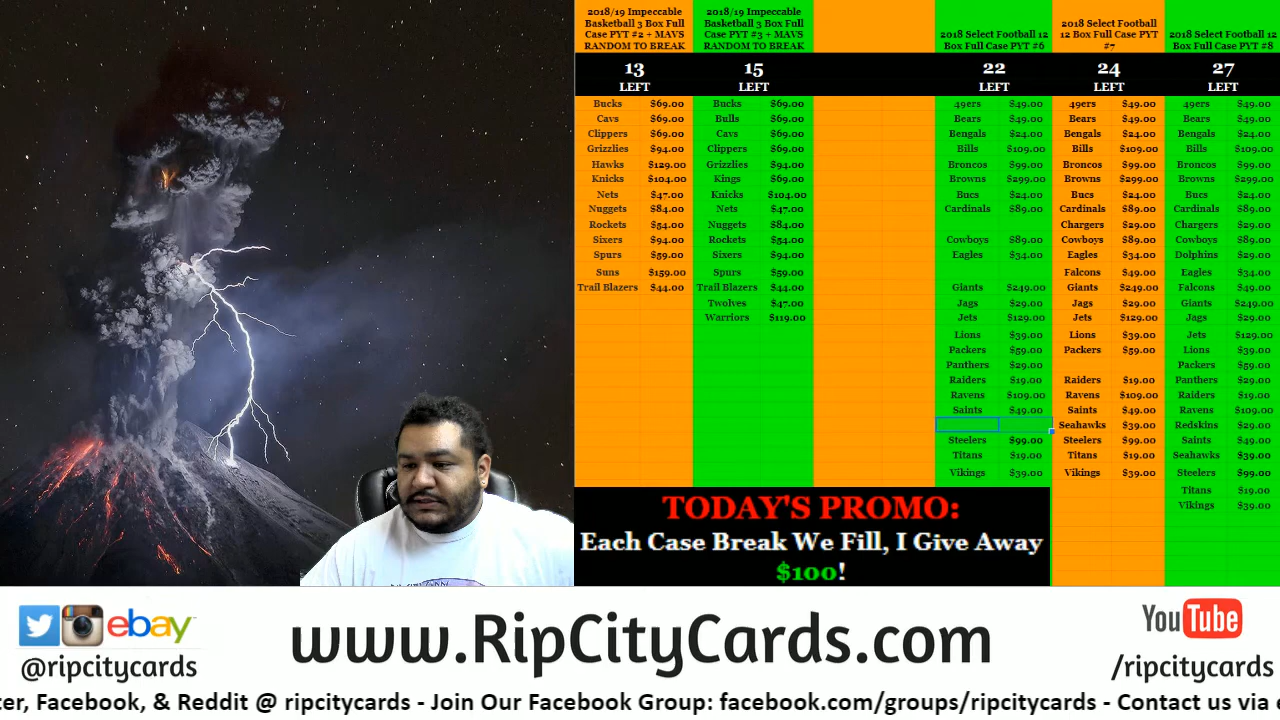 2018/19 Impeccable
Basketball 3 Box Full
Case PYT #2 + MAVS
RANDOM TO BREAK
13
LEFT
Bucks $69.00
Cavs $69.00
Clippers $69.00
Grizzlies $94.00
Hawks $129.00
Knicks $104.00
Nets $47.00
Nuggets $84.00
Rockets $54.00
Sixers $94.00
Spurs $59.00
Suns $159.00
Trail Blazers $44.00
2018/19 Impeccable
Basketball 3 Box Full
Case PYT #3 + MAVS
RANDOM TO BREAK
15
LEFT
Bucks $69.00
Bulls $69.00
Cavs $69.00
Clippers $69.00
Grizzlies $94.00
Kings $69.00
Knicks $104.00
Nets $47.00
Nuggets $84.00
Rockets $54.00
Sixers $94.00
Spurs $59.00
Trail Blazers $44.00
Twolves $47.00
Warriors $119.00
2018 Select Football 12
Box Full Case PYT #6
22
LEFT
49ers $49.00
Bears $49.00
Bengals $24.00
Bills $109.00
Broncos $99.00
Browns $299.00
Bucs $24.00
Cardinals $89.00
Cowboys $89.00
Eagles $34.00
Giants $249.00
Jags $29.00
Jets $129.00
Lions $39.00
Packers $59.00
Panthers $29.00
Raiders $19.00
Ravens $109.00
Saints $49.00
Steelers $99.00
Titans $19.00
Vikings $39.00
2018 Select Football
12 Box Full Case PYT
#7
24
LEFT
49ers $49.00
Bears $49.00
Bengals $24.00
Bills $109.00
Broncos $99.00
Browns $299.00
Bucs $24.00
Cardinals $89.00
Chargers $29.00
Cowboys $89.00
Eagles $34.00
Falcons $49.00
Giants $249.00
Jags $29.00
Jets $129.00
Lions $39.00
Packers $59.00
Raiders $19.00
Ravens $109.00
Saints $49.00
Seahawks $39.00
Steelers $99.00
Titans $19.00
Vikings $39.00
2018 Select Football 12
Box Full Case PYT #8
27
LEFT
49ers $49.00
Bears $49.00
Bengals $24.00
Bills $109.00
Broncos $99.00
Browns $299.00
Bucs $24.00
Cardinals $89.00
Chargers $29.00
Cowboys $89.00
Dolphins $29.00
Eagles $34.00
Falcons $49.00
Giants $249.00
Jags $29.00
Jets $129.00
Lions $39.00
Packers $59.00
Panthers $29.00
Raiders $19.00
Ravens $109.00
Redskins $29.00
Saints $49.00
Seahawks $39.00
Steelers $99.00
Titans $19.00
Vikings $39.00
TODAY'S PROMO:
Each Case Break We Fill, I Give Away
$100!
ebay
@ripcitycards
www.RipCityCards.com
YouTube
/ripcitycards
ter, Facebook, & Reddit @ ripcitycards - Join Our Facebook Group: facebook.com/groups/ripcitycards - Contact us via